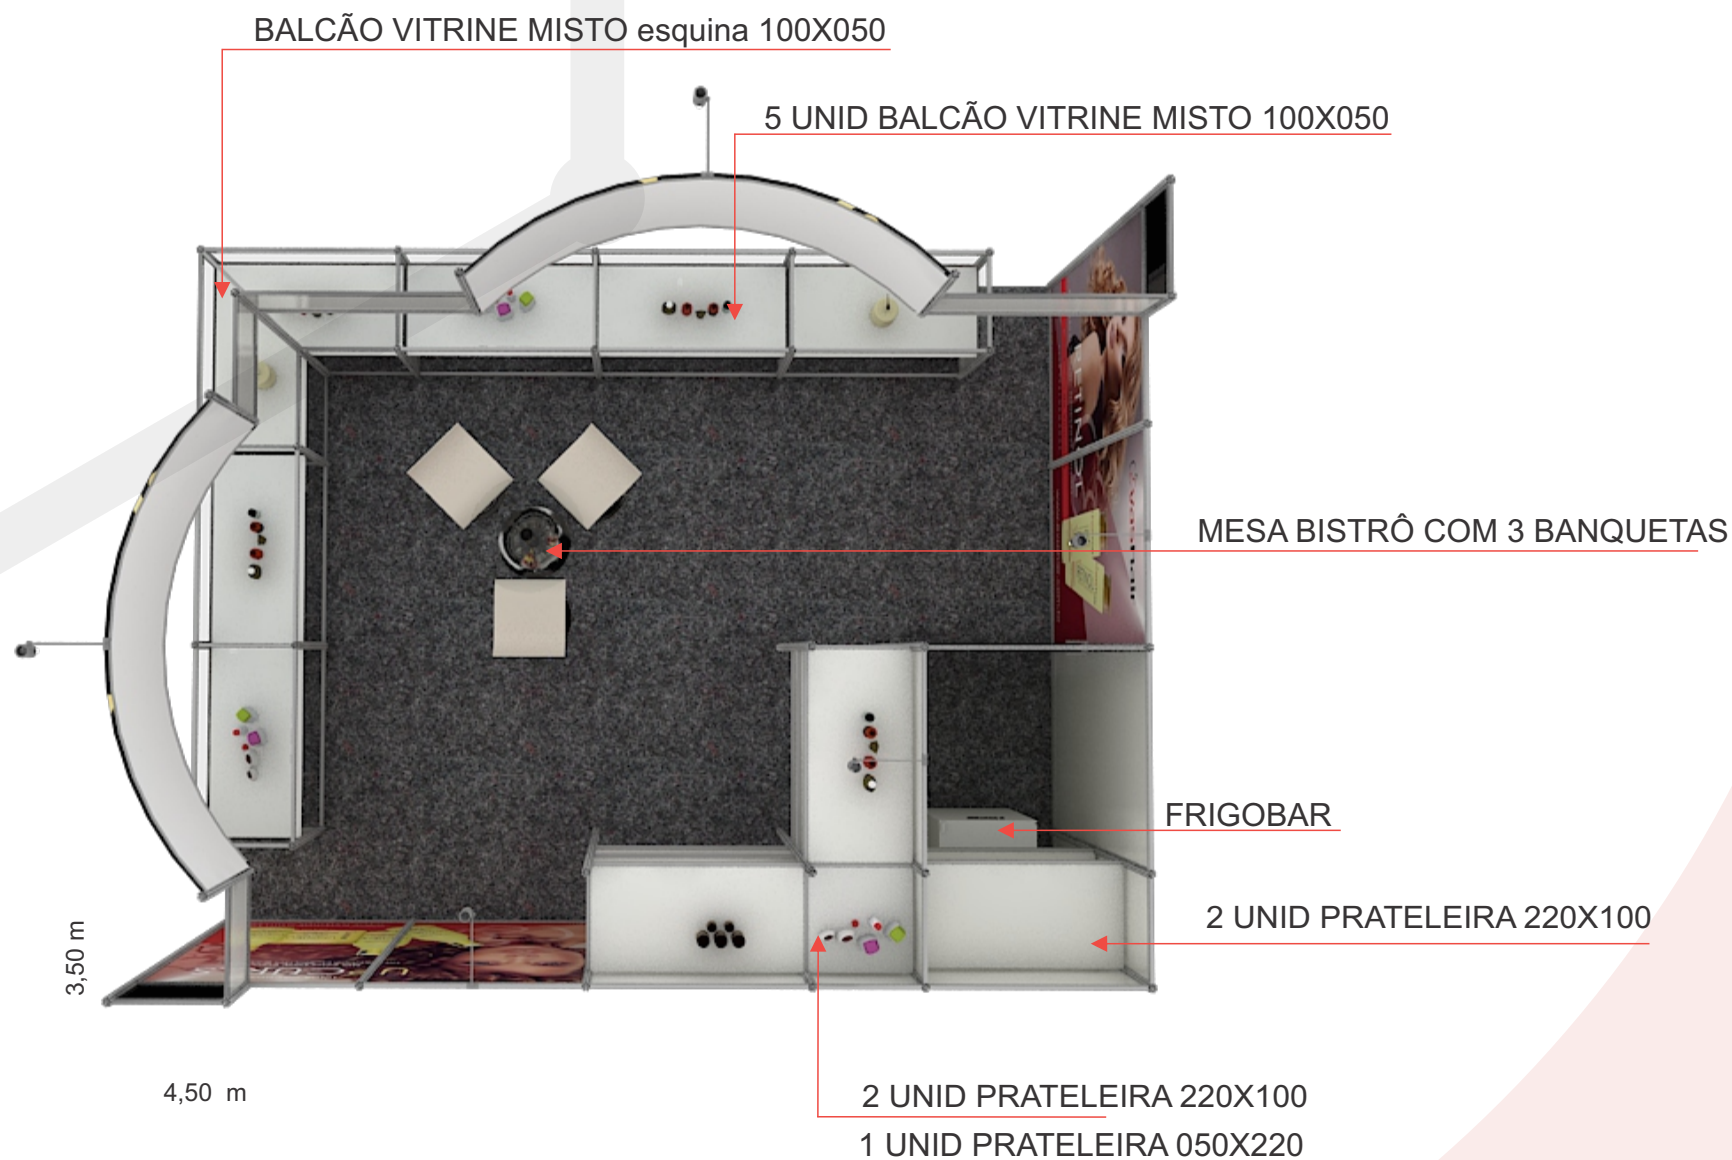 BALCÃO VITRINE MISTO esquina 100X050
5 UNID BALCÃO VITRINE MISTO 100X050
MESA BISTRÔ COM 3 BANQUETAS
FRIGOBAR
2 UNID PRATELEIRA 220X100
3,50 m
4,50 m
2 UNID PRATELEIRA 220X100
1 UNID PRATELEIRA 050X220